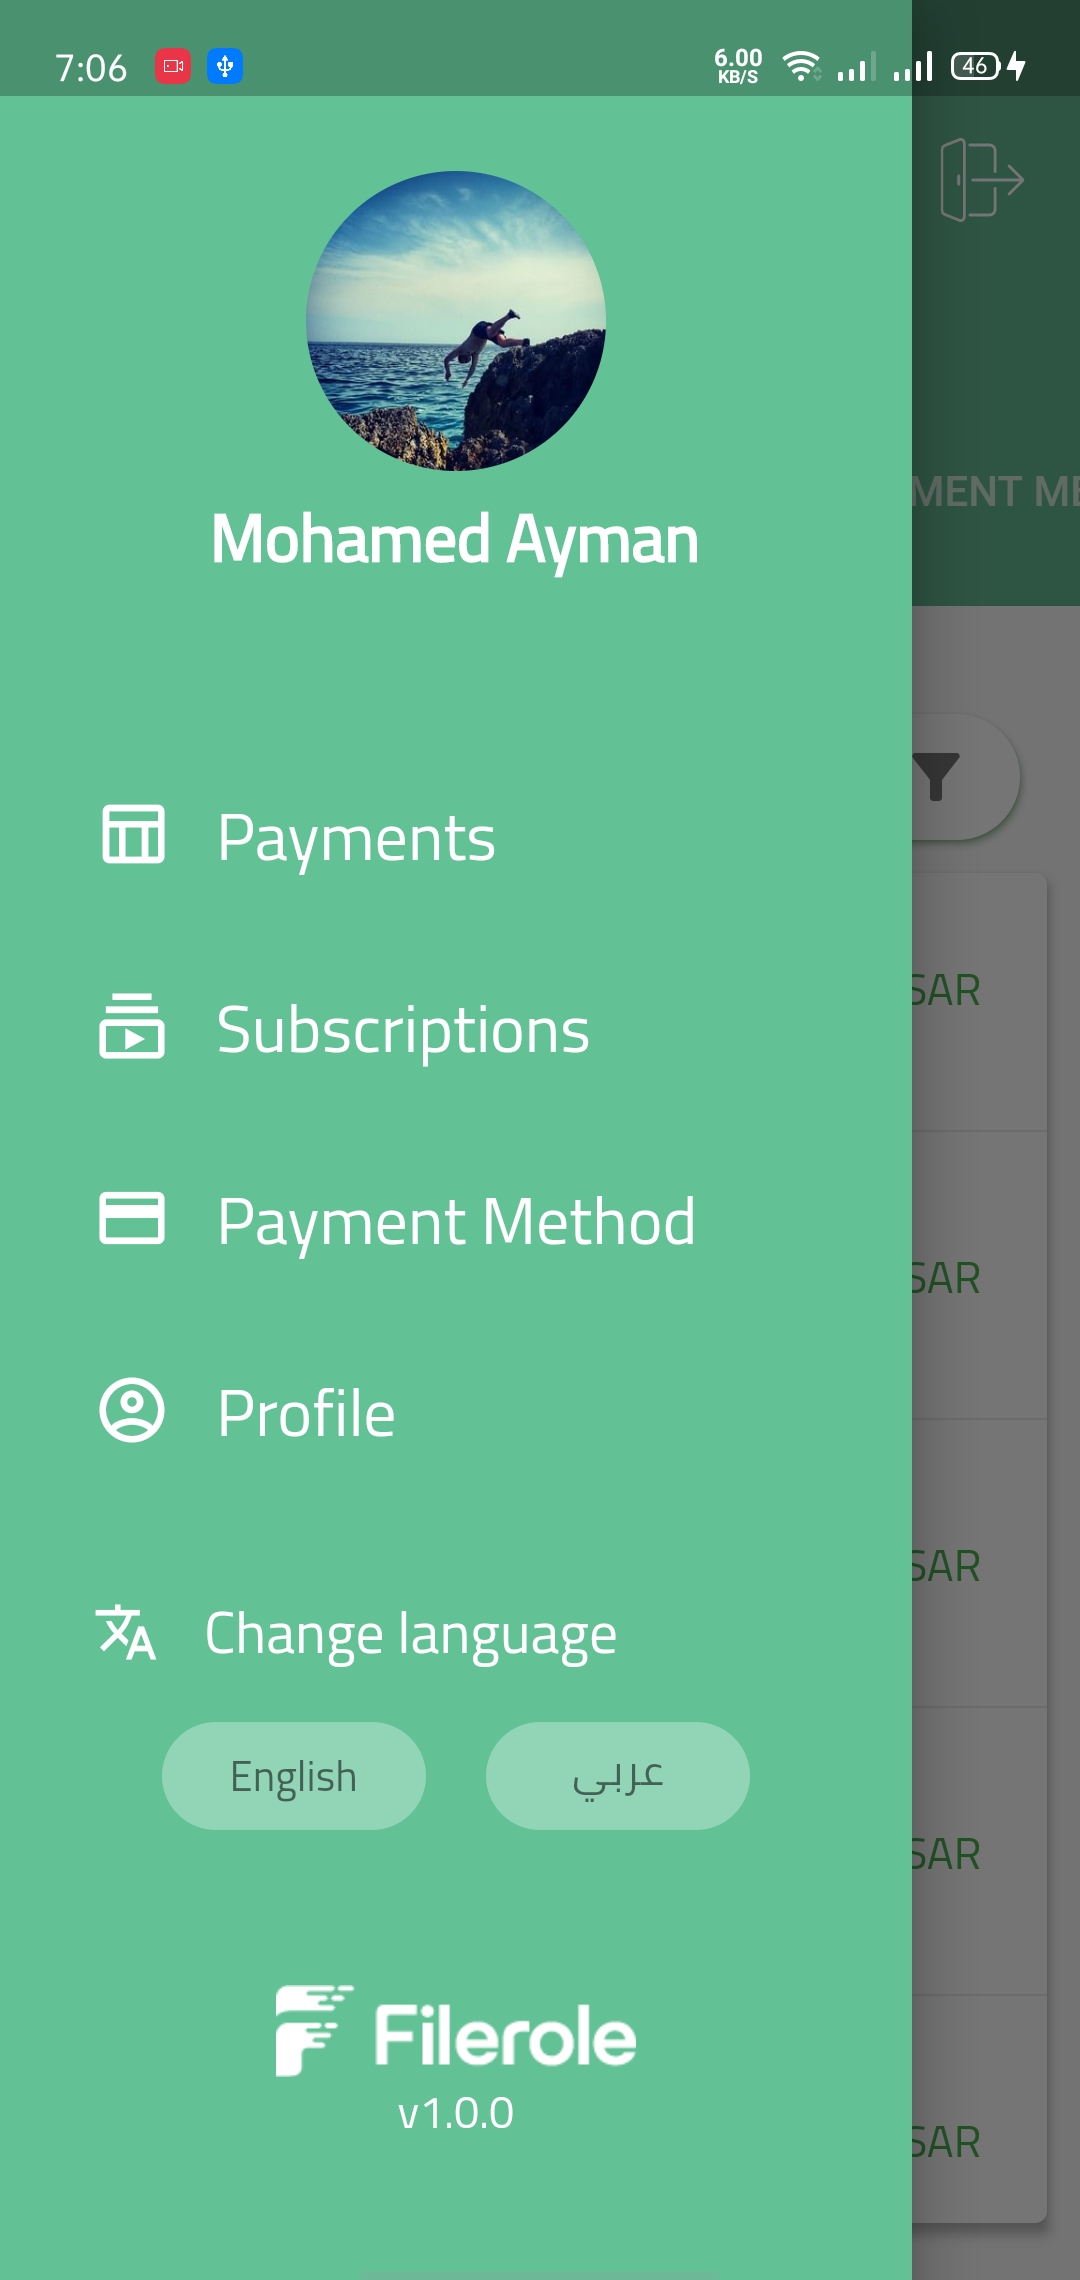 7:06
6.00
KB/S
46
Mohamed Ayman
MENT ME
Payments
SAR
Subscriptions
Payment Method
SAR
Profile
SAR
Change language
English
عربي
SAR
Filerole
v1.0.0
SAR